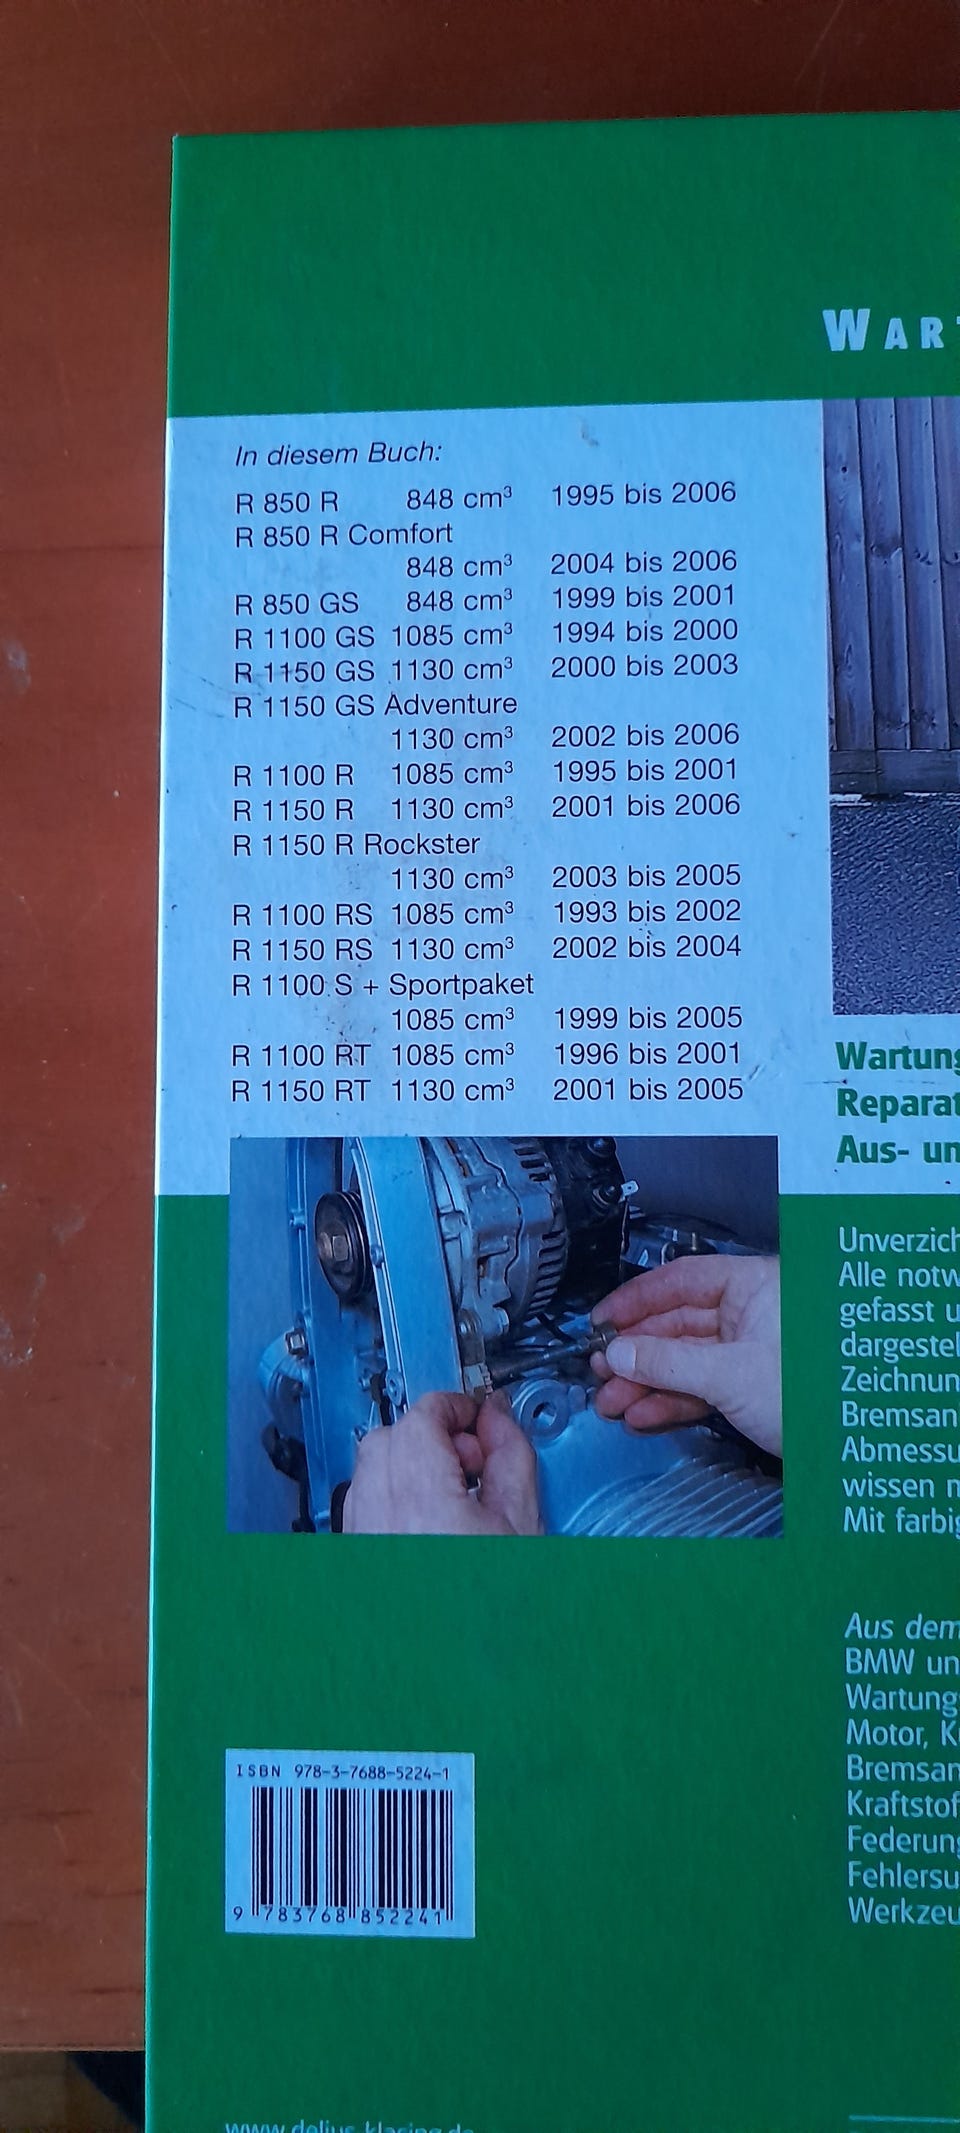 In diesem Buch:
R 850 R 848 cm³ 1995 bis 2006
R 850 R Comfort
848 cm³ 2004 bis 2006
R 850 GS 848 cm³ 1999 bis 2001
R 1100 GS 1085 cm³ 1994 bis 2000
R 1150 GS 1130 cm³ 2000 bis 2003
R 1150 GS Adventure
1130 cm³ 2002 bis 2006
R 1100 R 1085 cm³ 1995 bis 2001
R 1150 R 1130 cm³ 2001 bis 2006
R 1150 R Rockster
1130 cm³ 2003 bis 2005
R 1100 RS 1085 cm³ 1993 bis 2002
R 1150 RS 1130 cm³ 2002 bis 2004
R 1100 S + Sportpaket
1085 cm³ 1999 bis 2005
R 1100 RT 1085 cm³ 1996 bis 2001
R 1150 RT 1130 cm³ 2001 bis 2005
ISBN 978-3-7688-5224-1
9 783768 852241
www.delius-klasing.de
WAR
Wartung
Reparat
Aus- un
Unverzich
Alle notw
gefasst u
dargestel
Zeichnun
Bremsan
Abmessu
wissen m
Mit farbig
Aus dem
BMW un
Wartungs
Motor, K
Bremsan
Kraftstof
Federung
Fehlersu
Werkzeu